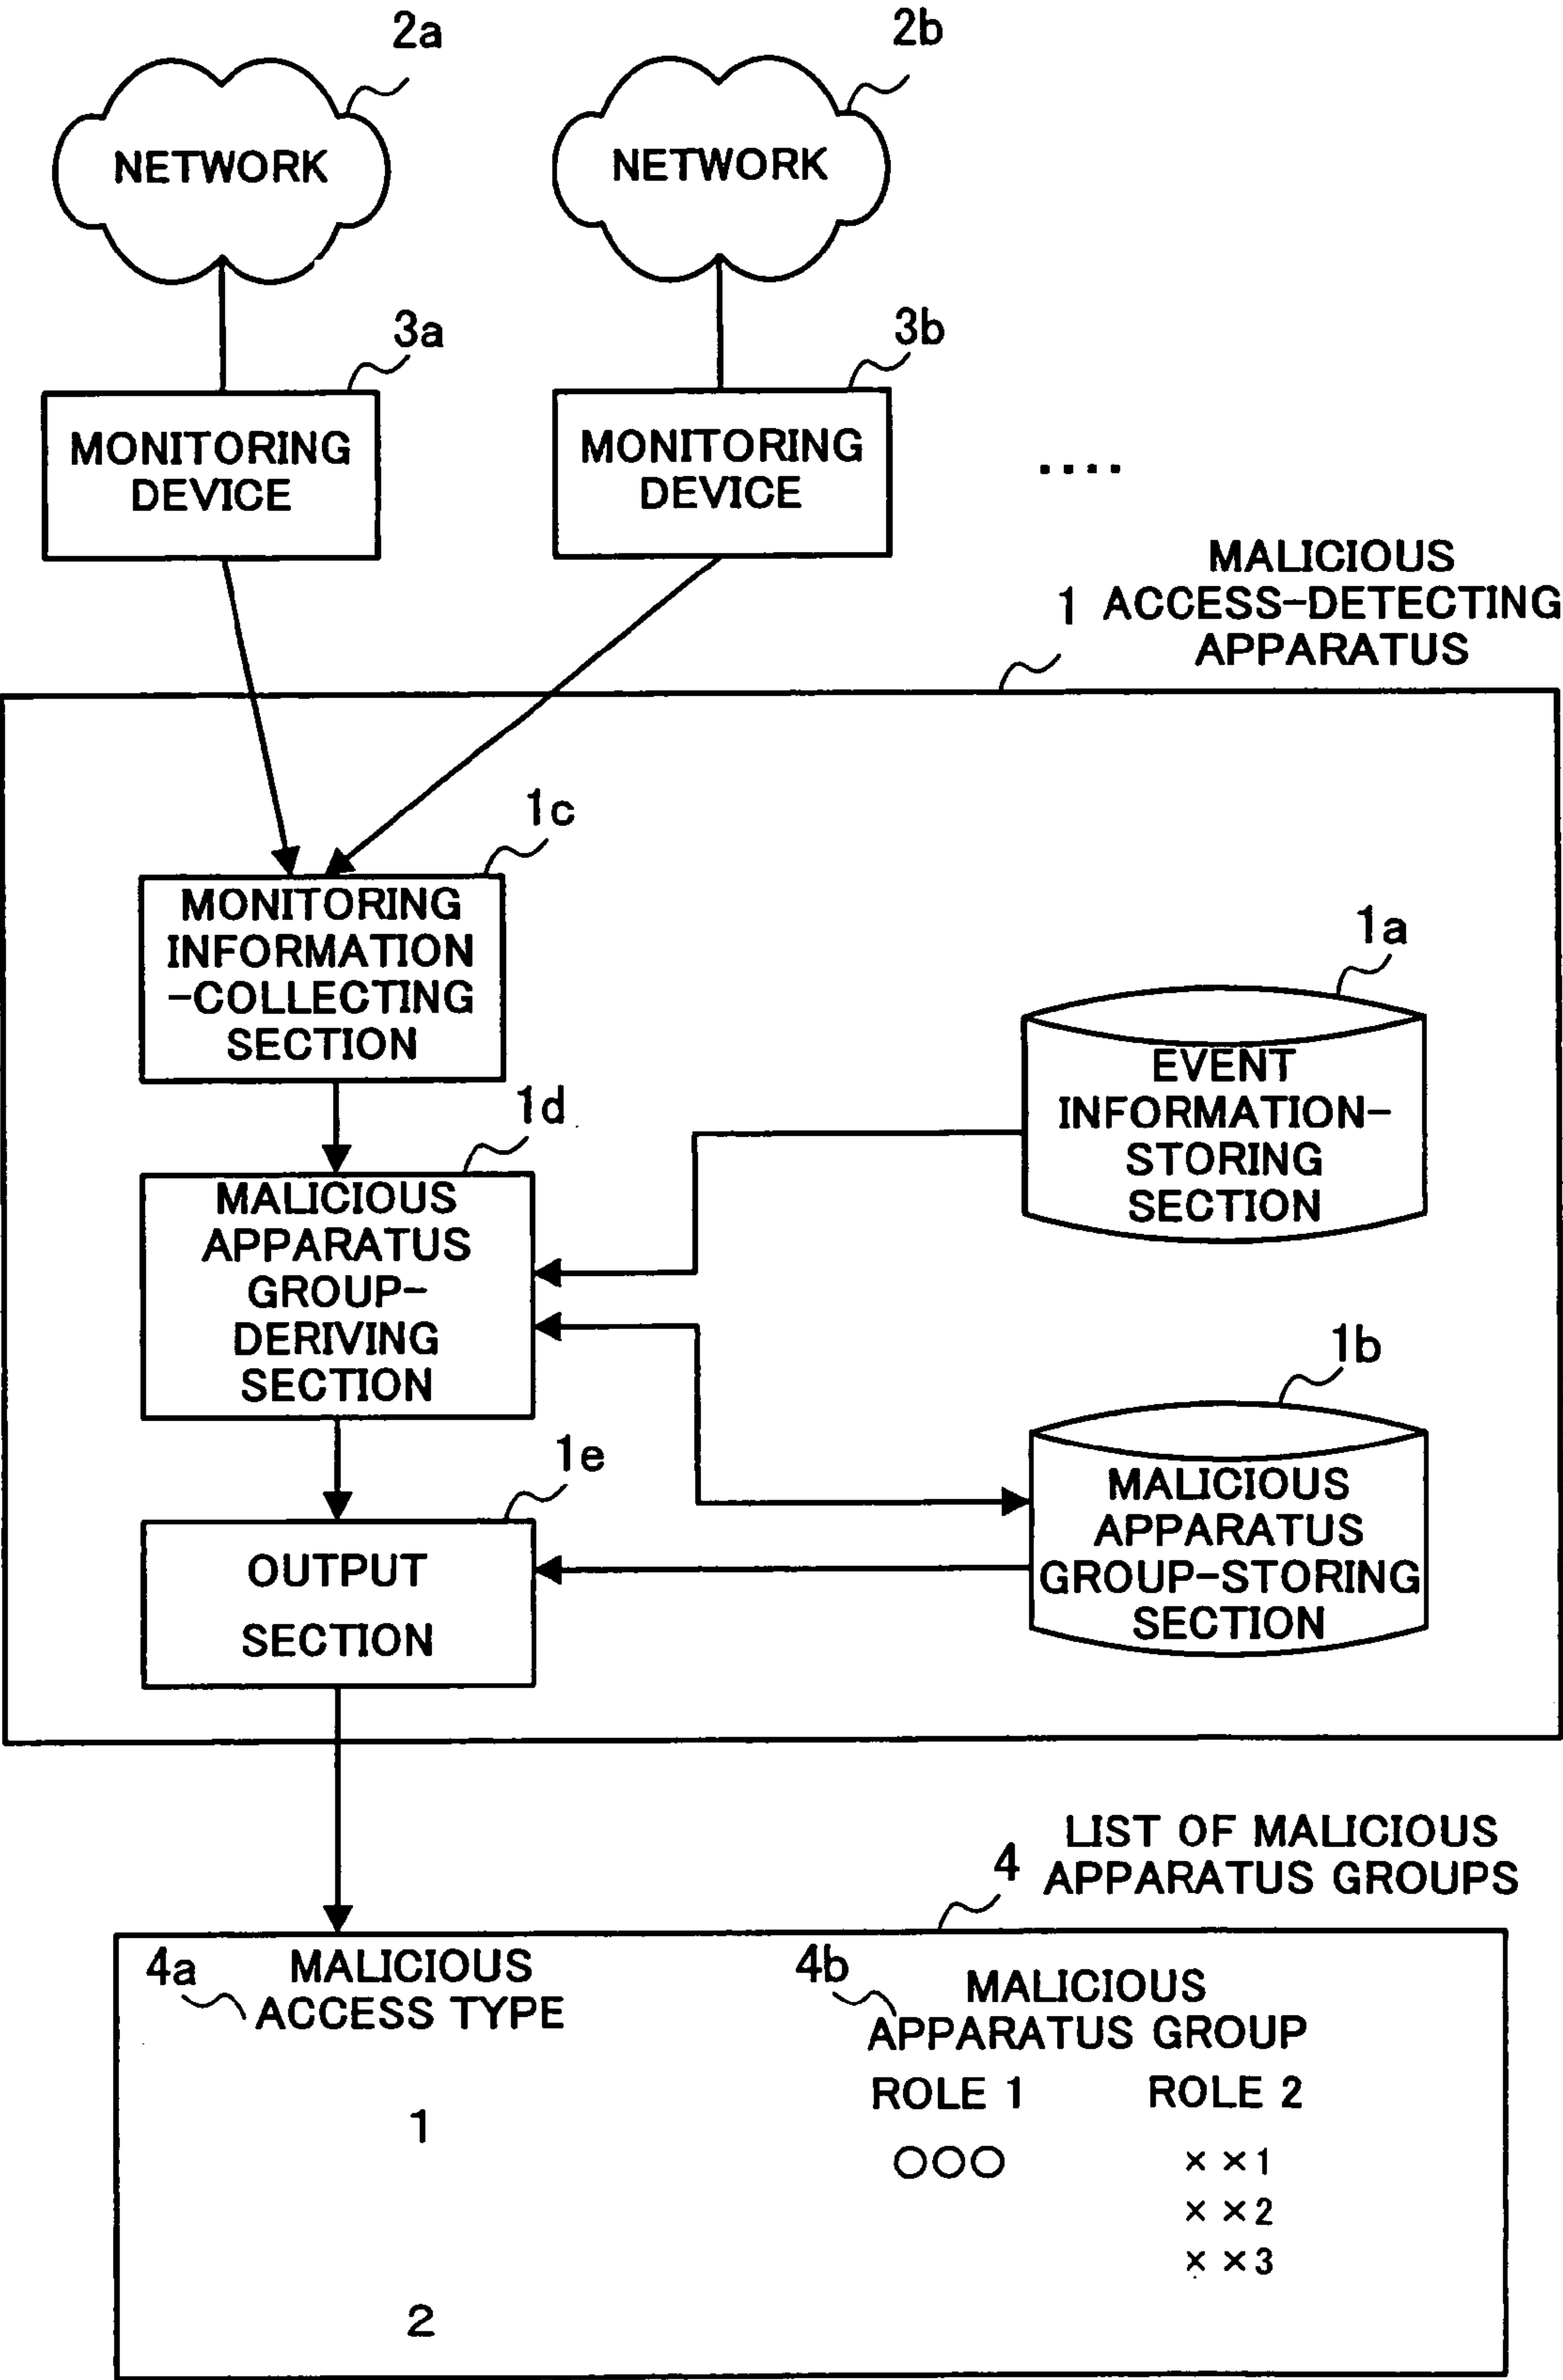 2a
2b
NETWORK
NETWORK
3a
3b
MONITORING
DEVICE
MONITORING
DEVICE
....
MALICIOUS
1 ACCESS-DETECTING
APPARATUS
1c
MONITORING
INFORMATION
-COLLECTING
SECTION
1a
EVENT
INFORMATION-
STORING
SECTION
1d
MALICIOUS
APPARATUS
GROUP-
DERIVING
SECTION
1b
MALICIOUS
APPARATUS
GROUP-STORING
SECTION
1e
OUTPUT
SECTION
LIST OF MALICIOUS
4 APPARATUS GROUPS
4a
MALICIOUS
ACCESS TYPE
4b
MALICIOUS
APPARATUS GROUP
ROLE 1
ROLE 2
1
○○○
× ×1
× ×2
× ×3
2